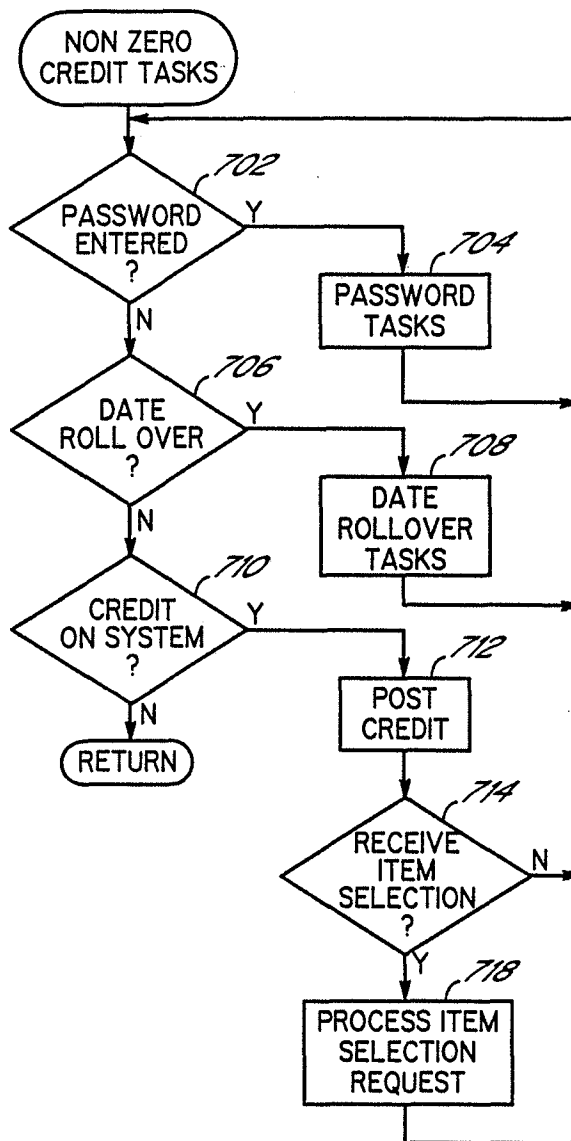 NON ZERO
CREDIT TASKS
702
PASSWORD
ENTERED
?
Y
N
704
PASSWORD
TASKS
706
DATE
ROLL OVER
?
Y
N
708
DATE
ROLLOVER
TASKS
710
CREDIT
ON SYSTEM
?
Y
N
RETURN
712
POST
CREDIT
714
RECEIVE
ITEM
SELECTION
?
N
Y
718
PROCESS ITEM
SELECTION
REQUEST